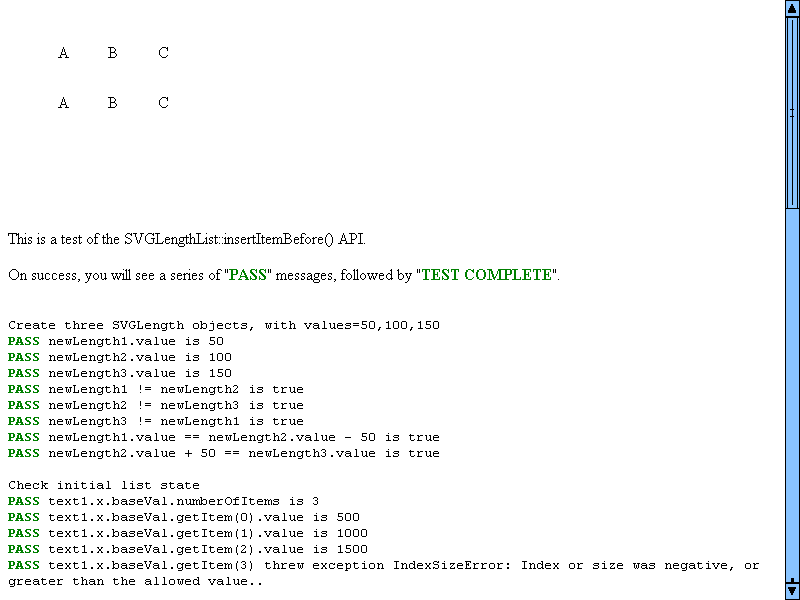 A B C
A B C
This is a test of the SVGLengthList::insertItemBefore() API.
On success, you will see a series of "PASS" messages, followed by "TEST COMPLETE".
Create three SVGLength objects, with values=50,100,150
PASS newLength1.value is 50
PASS newLength2.value is 100
PASS newLength3.value is 150
PASS newLength1 != newLength2 is true
PASS newLength2 != newLength3 is true
PASS newLength3 != newLength1 is true
PASS newLength1.value == newLength2.value - 50 is true
PASS newLength2.value + 50 == newLength3.value is true
Check initial list state
PASS text1.x.baseVal.numberOfItems is 3
PASS text1.x.baseVal.getItem(0).value is 500
PASS text1.x.baseVal.getItem(1).value is 1000
PASS text1.x.baseVal.getItem(2).value is 1500
PASS text1.x.baseVal.getItem(3) threw exception IndexSizeError: Index or size was negative, or
greater than the allowed value..